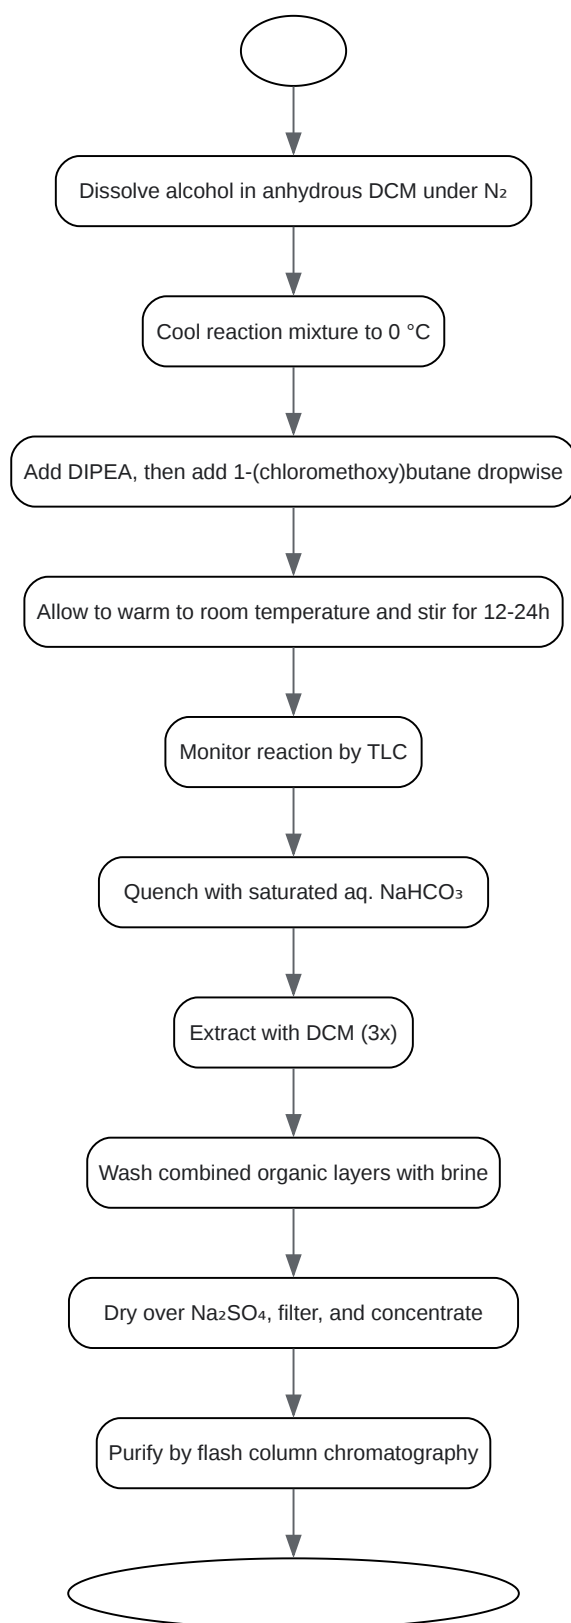 Dissolve alcohol in anhydrous DCM under N₂
Cool reaction mixture to 0 °C
Add DIPEA, then add 1-(chloromethoxy)butane dropwise
Allow to warm to room temperature and stir for 12-24h
Monitor reaction by TLC
Quench with saturated aq. NaHCO₃
Extract with DCM (3x)
Wash combined organic layers with brine
Dry over Na₂SO₄, filter, and concentrate
Purify by flash column chromatography